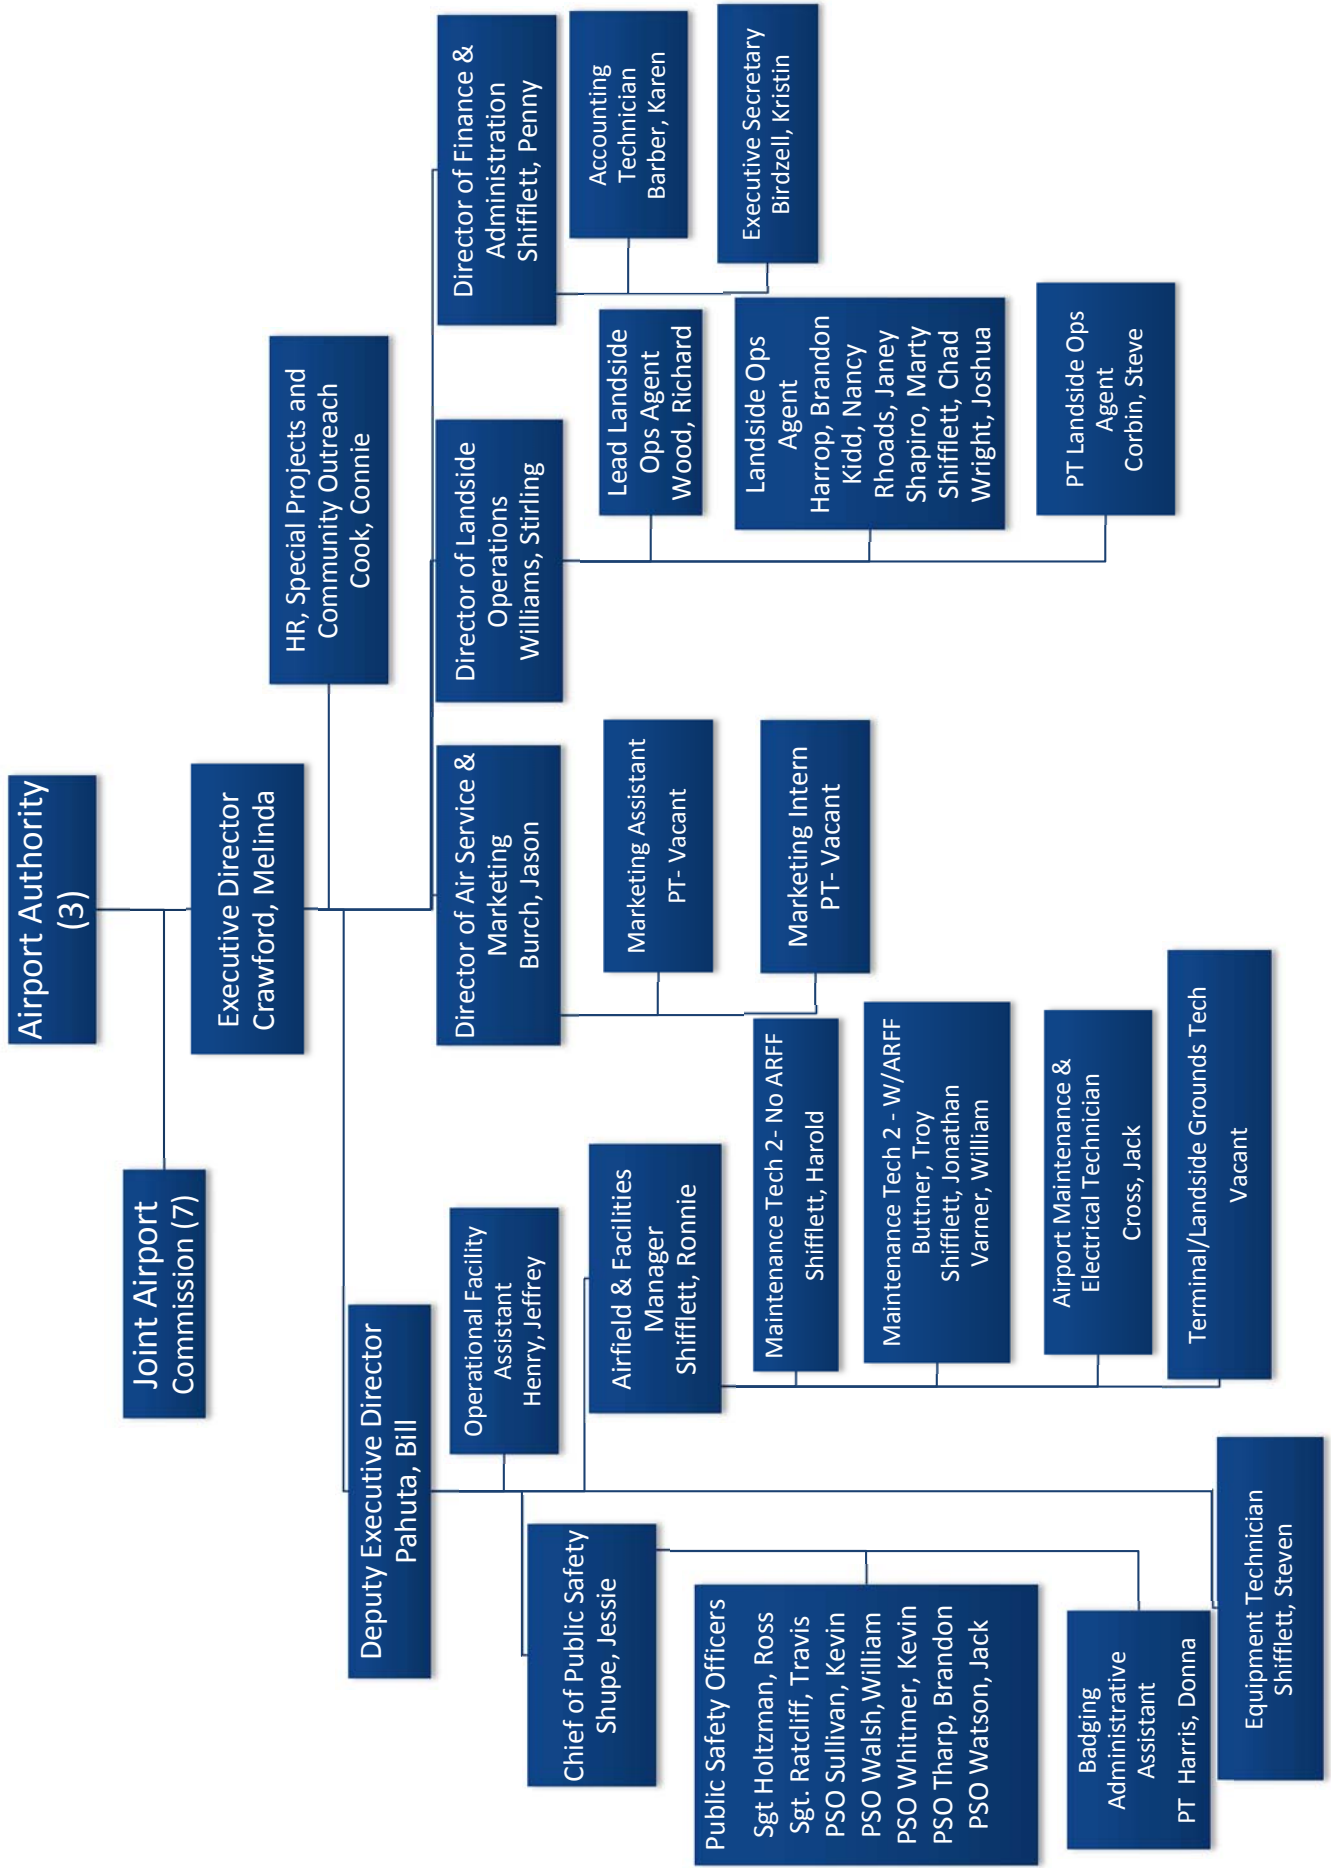 Airport Authority
(3)
Joint Airport
Commission (7)
Executive Director
Crawford, Melinda
HR, Special Projects and
Community Outreach
Cook, Connie
Deputy Executive Director
Pahuta, Bill
Director of Air Service &
Marketing
Burch, Jason
Director of Landside
Operations
Williams, Stirling
Director of Finance &
Administration
Shifflett, Penny
Operational Facility
Assistant
Henry, Jeffrey
Chief of Public Safety
Shupe, Jessie
Airfield & Facilities
Manager
Shifflett, Ronnie
Marketing Assistant
PT- Vacant
Marketing Intern
PT- Vacant
Lead Landside
Ops Agent
Wood, Richard
Landside Ops
Agent
Harrop, Brandon
Kidd, Nancy
Rhoads, Janey
Shapiro, Marty
Shifflett, Chad
Wright, Joshua
PT Landside Ops
Agent
Corbin, Steve
Accounting
Technician
Barber, Karen
Executive Secretary
Birdzell, Kristin
Public Safety Officers
Sgt Holtzman, Ross
Sgt. Ratcliff, Travis
PSO Sullivan, Kevin
PSO Walsh,William
PSO Whitmer, Kevin
PSO Tharp, Brandon
PSO Watson, Jack
Badging
Administrative
Assistant
PT Harris, Donna
Maintenance Tech 2- No ARFF
Shifflett, Harold
Maintenance Tech 2 - W/ARFF
Buttner, Troy
Shifflett, Jonathan
Varner, William
Airport Maintenance &
Electrical Technician
Cross, Jack
Terminal/Landside Grounds Tech
Vacant
Equipment Technician
Shifflett, Steven